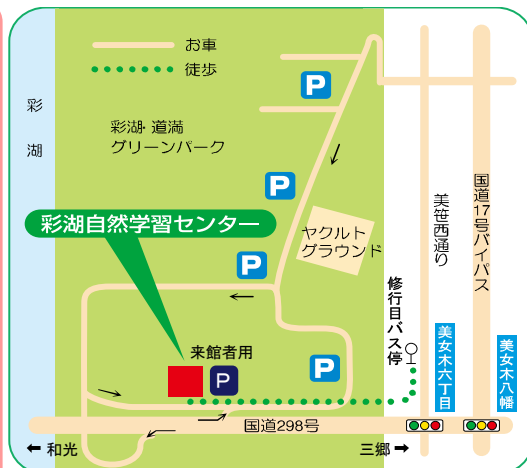 お車
徒歩
彩湖
彩湖・道満
グリーンパーク
P
P
P
P
彩湖自然学習センター
ヤクルト
グラウンド
美笹西通り
国道17号バイパス
修行目バス停
来館者用
P
美女木六丁目
美女木八幡
国道298号
← 和光
三郷 →